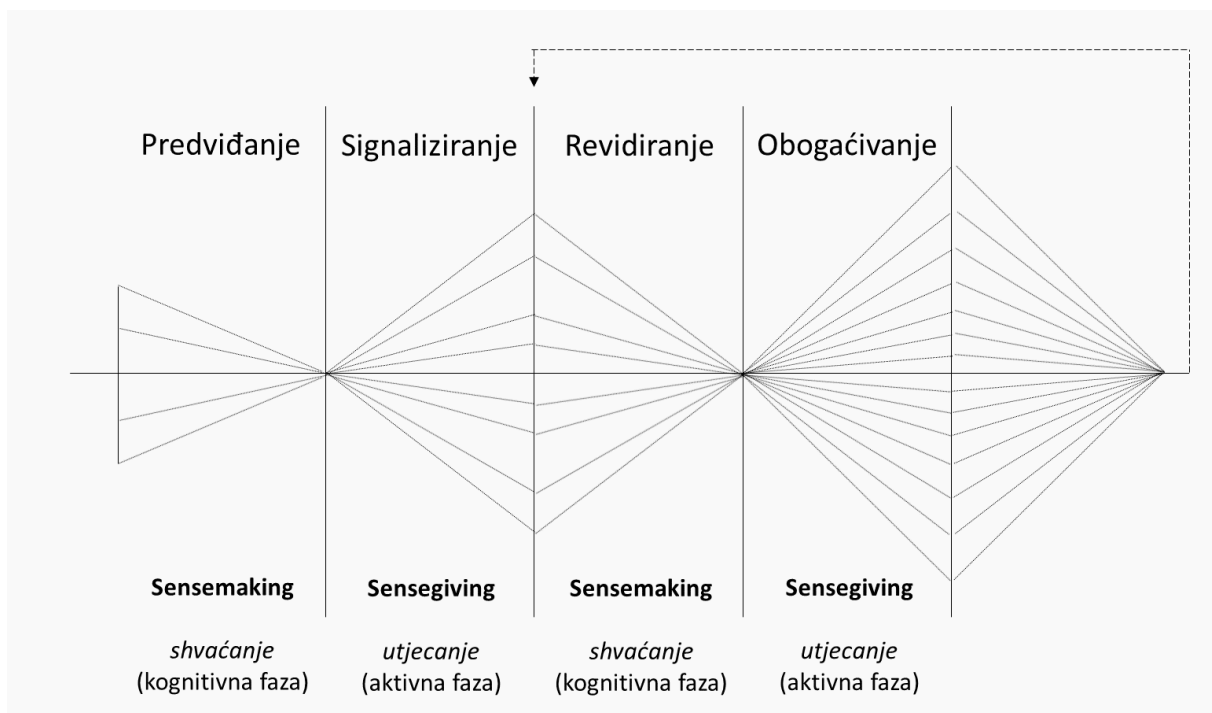 Predviđanje
Signaliziranje
Revidiranje
Obogaćivanje
Sensemaking
Sensegiving
Sensemaking
Sensegiving
shvaćanje
(kognitivna faza)
utjecanje
(aktivna faza)
shvaćanje
(kognitivna faza)
utjecanje
(aktivna faza)